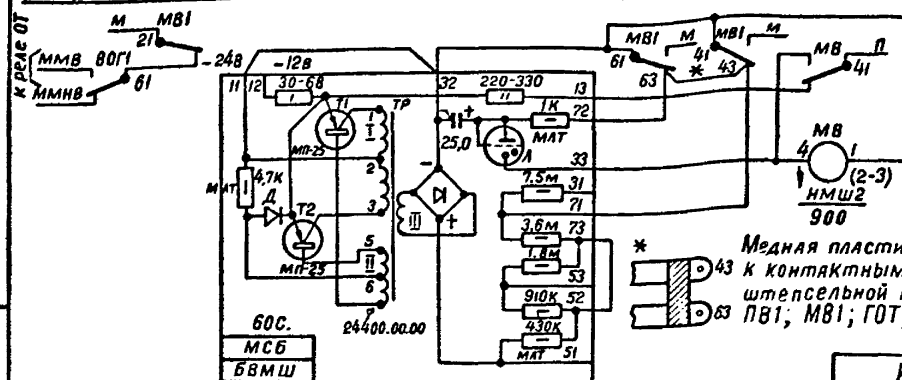 к реле ОТ
М МВ1
21
ММВ ВОГ1
ММНВ
61
-24В
-12В
11 12
30-68
Т1
ТР
32
220-330
13
1К
72
МЛТ
25,0
+
Л
33
МП-25
I
1
2
3
4,7К
МЛТ
Д
Т2
МП-25
5
II
6
24400.00.00
III
-
+
7.5м
31
71
3,6м
73
1.8м
53
910К
52
430К
МЛТ
51
60С.
МСБ
БВМШ
МВ1 М
61
63
*
МВ1 М
41
43
МВ П
41
МВ
4 1
(2-3)
НМШ2
900
*
43
63
Медная пласти
к контактным
штепсельной
ПВ1; МВ1; ГОТ,